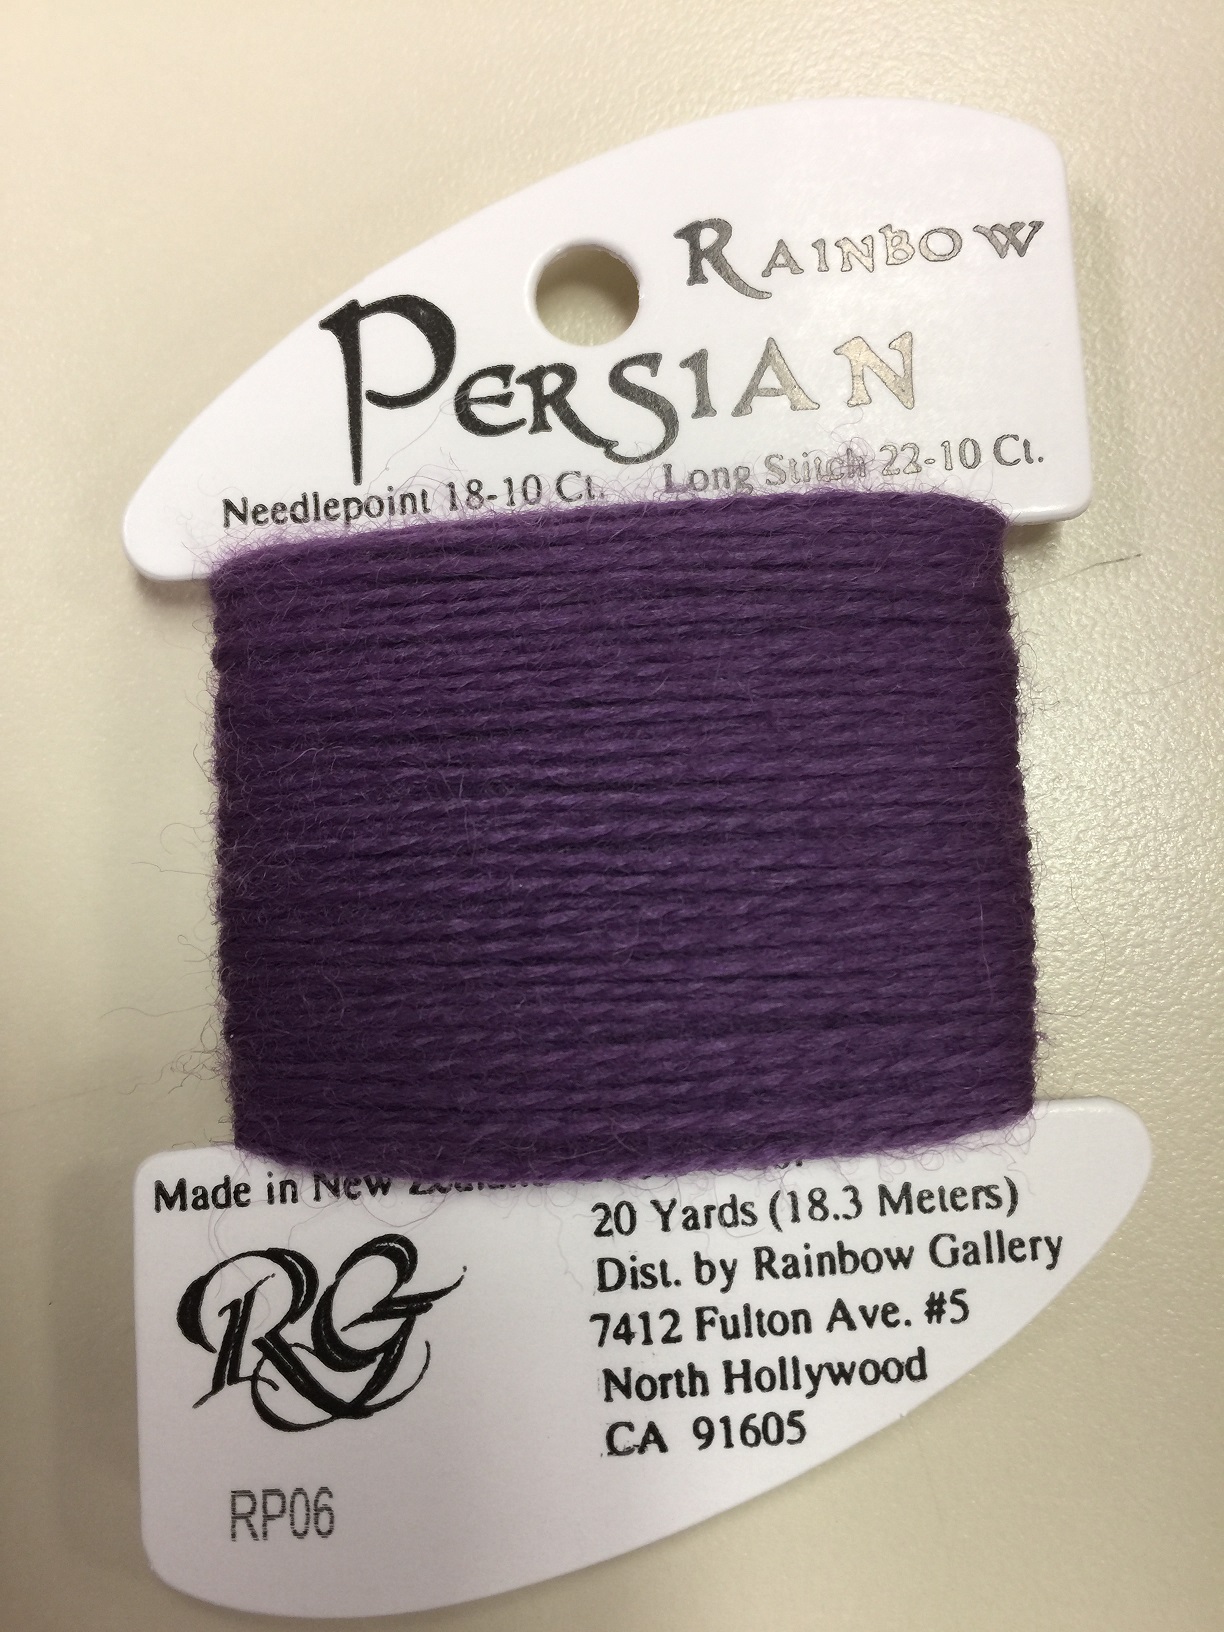 RAINBOW
PERSIAN
Needlepoint 18-10 Ct. Long Stitch 22-10 Ct.
Made in New Zealand
20 Yards (18.3 Meters)
Dist. by Rainbow Gallery
7412 Fulton Ave. #5
North Hollywood
CA 91605
RG
RP06